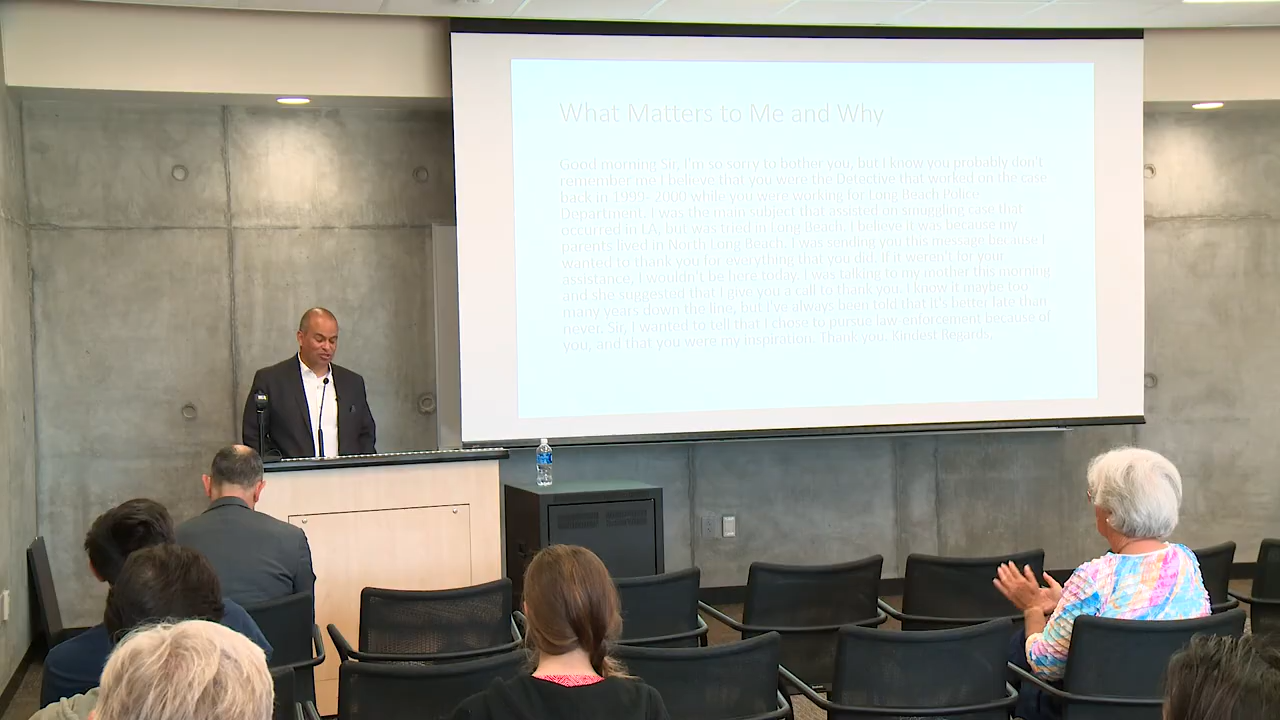 What Matters to Me and Why
Good morning Sir, I'm so sorry to bother you, but I know you probably don't
remember me I believe that you were the Detective that worked on the case
back in 1999- 2000 while you were working for Long Beach Police
Department. I was the main subject that assisted on smuggling case that
occurred in LA, but was tried in Long Beach. I believe it was because my
parents lived in North Long Beach. I was sending you this message because I
wanted to thank you for everything that you did. If it weren't for your
assistance, I wouldn't be here today. I was talking to my mother this morning
and she suggested that I give you a call to thank you. I know it maybe too
many years down the line, but I've always been told that it's better late than
never. Sir, I wanted to tell that I chose to pursue law enforcement because of
you, and that you were my inspiration. Thank you. Kindest Regards,